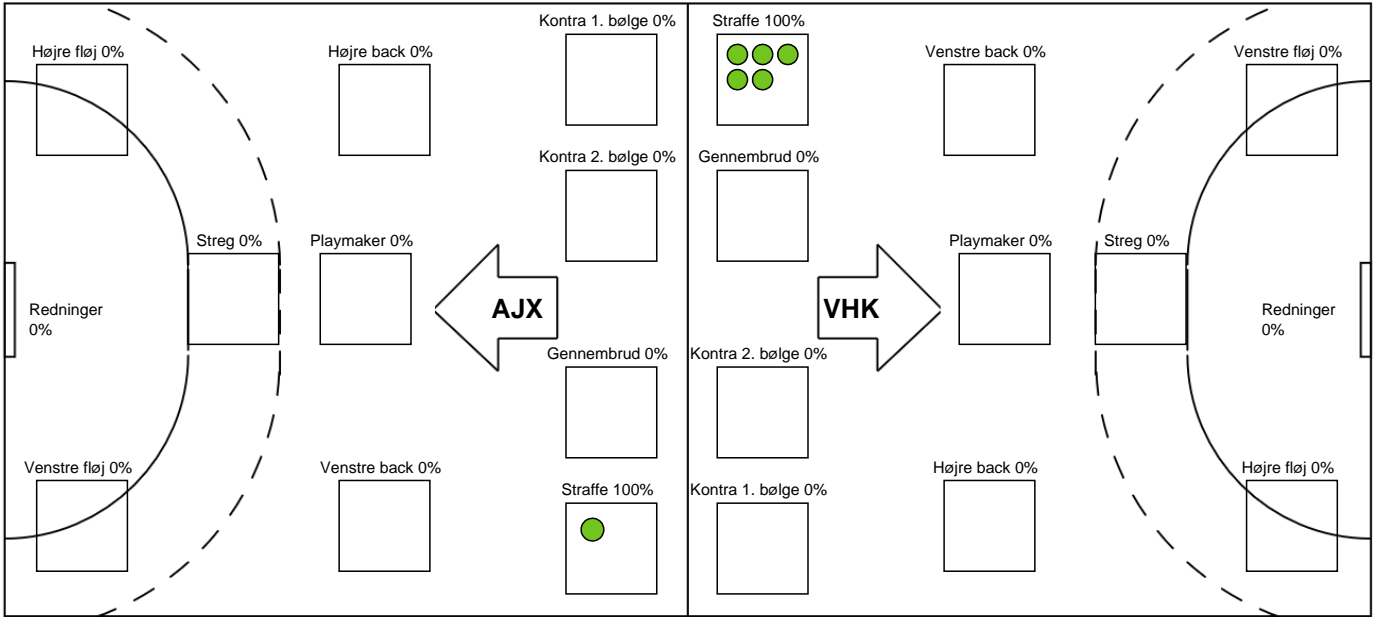 Kontra 1. bølge 0%
Straffe 100%
Højre fløj 0%
Højre back 0%
Venstre back 0%
Venstre fløj 0%
Kontra 2. bølge 0%
Gennembrud 0%
Streg 0%
Playmaker 0%
Playmaker 0%
Streg 0%
Redninger
0%
AJX
VHK
Redninger
0%
Gennembrud 0%
Kontra 2. bølge 0%
Venstre fløj 0%
Venstre back 0%
Højre back 0%
Højre fløj 0%
Straffe 100%
Kontra 1. bølge 0%